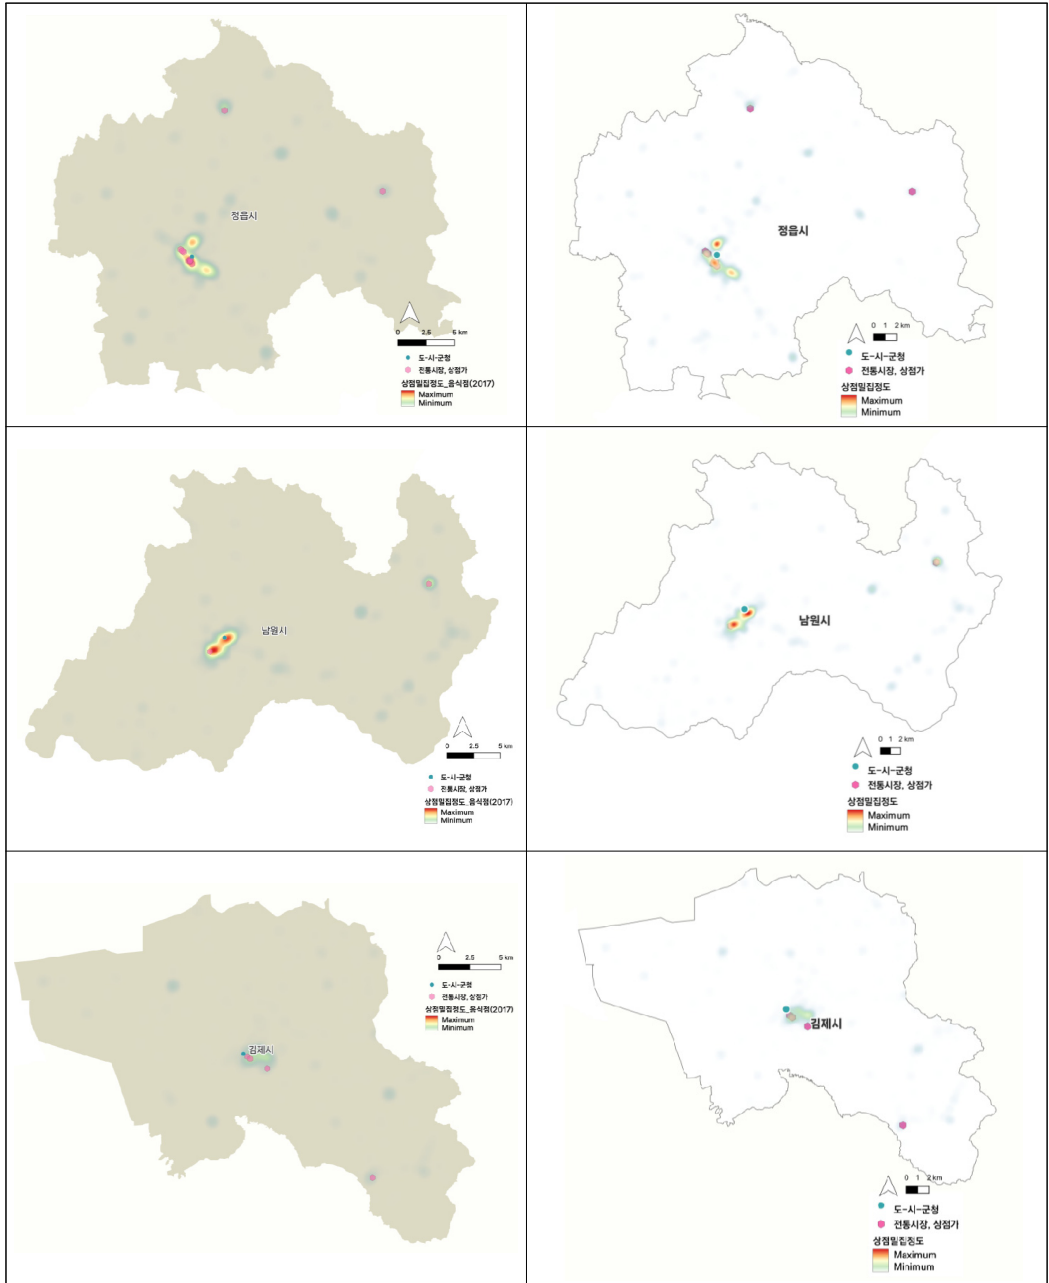 정읍시
0 2.5 5 km
도-시-군청
전통시장, 상점가
상점밀집정도_음식점(2017)
Maximum
Minimum
정읍시
0 1 2 km
도-시-군청
전통시장, 상점가
상점밀집정도
Maximum
Minimum
남원시
0 2.5 5 km
도-시-군청
전통시장, 상점가
상점밀집정도_음식점(2017)
Maximum
Minimum
남원시
0 1 2 km
도-시-군청
전통시장, 상점가
상점밀집정도
Maximum
Minimum
0 2.5 5 km
도-시-군청
전통시장, 상점가
상점밀집정도_음식점(2017)
Maximum
Minimum
김제시
김제시
0 1 2 km
도-시-군청
전통시장, 상점가
상점밀집정도
Maximum
Minimum